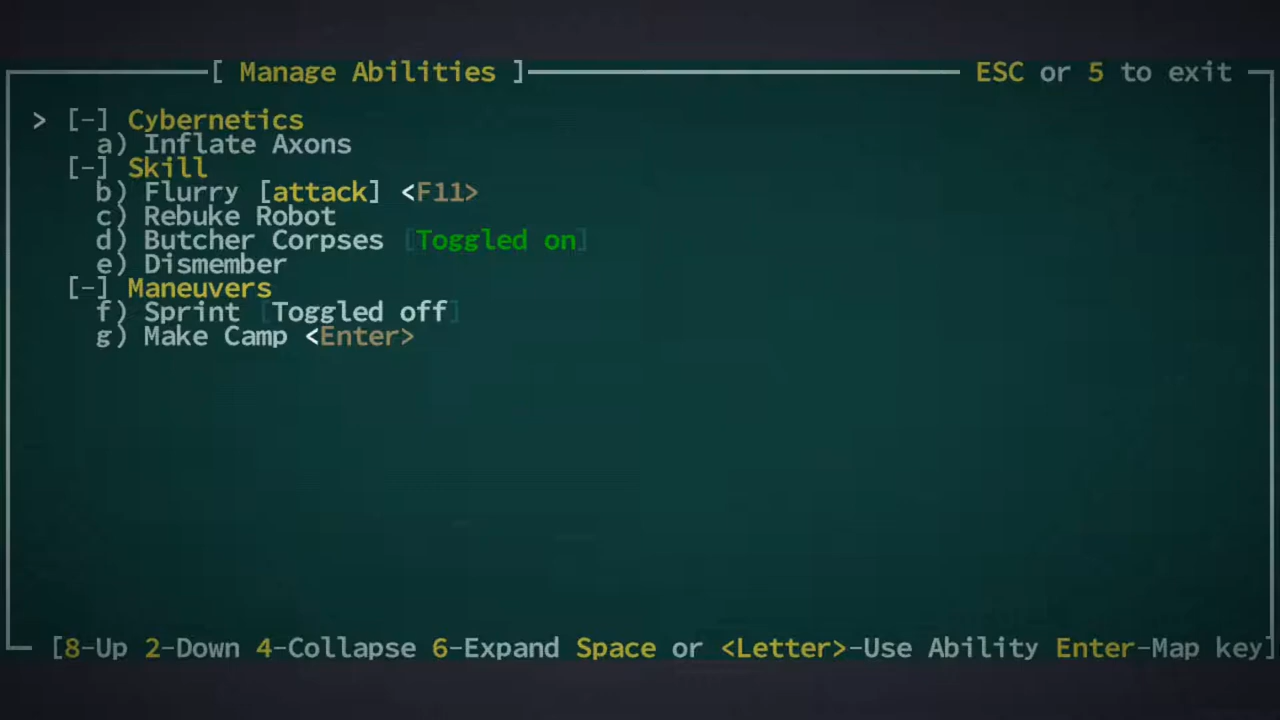 [ Manage Abilities ] ESC or 5 to exit
> [-] Cybernetics
a) Inflate Axons
[-] Skill
b) Flurry [attack] <F11>
c) Rebuke Robot
d) Butcher Corpses [Toggled on]
e) Dismember
[-] Maneuvers
f) Sprint [Toggled off]
g) Make Camp <Enter>
[8-Up 2-Down 4-Collapse 6-Expand Space or <Letter>-Use Ability Enter-Map key]